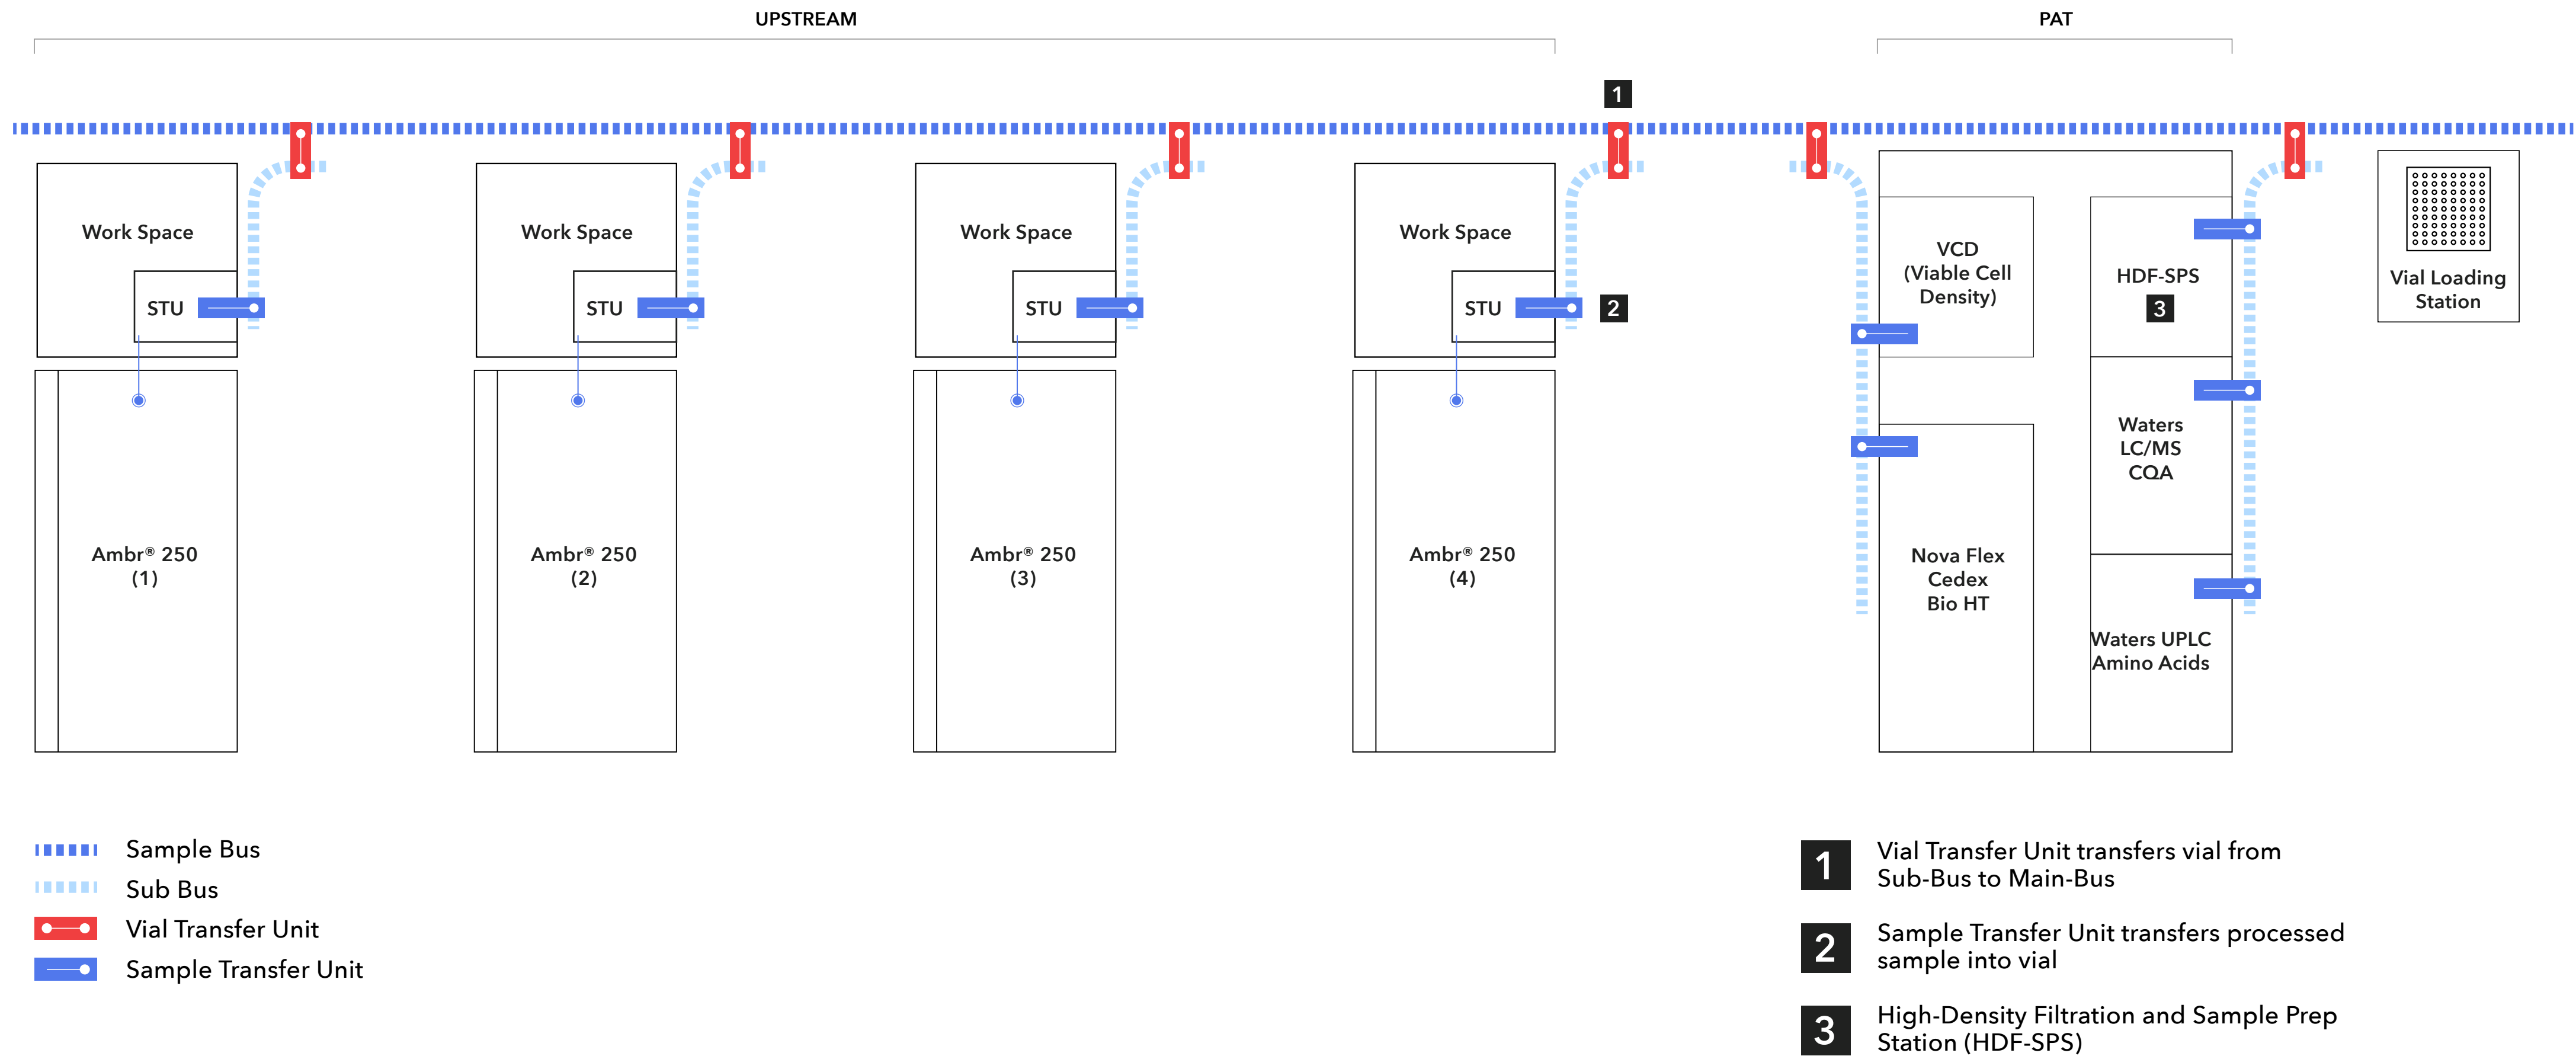 UPSTREAM
PAT
1
Work Space
STU
Work Space
STU
Work Space
STU
Work Space
STU
2
VCD
(Viable Cell
Density)
HDF-SPS
3
Vial Loading
Station
Ambr® 250
(1)
Ambr® 250
(2)
Ambr® 250
(3)
Ambr® 250
(4)
Nova Flex
Cedex
Bio HT
Waters
LC/MS
CQA
Waters UPLC
Amino Acids
Sample Bus
Sub Bus
Vial Transfer Unit
Sample Transfer Unit
1 Vial Transfer Unit transfers vial from
Sub-Bus to Main-Bus
2 Sample Transfer Unit transfers processed
sample into vial
3 High-Density Filtration and Sample Prep
Station (HDF-SPS)